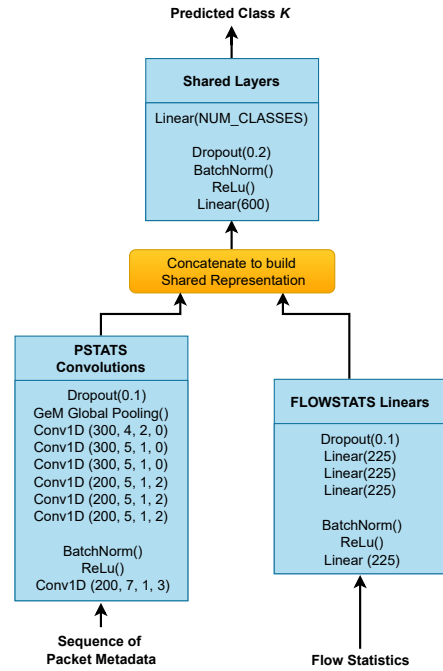 Predicted Class K
Shared Layers
Linear(NUM_CLASSES)
Dropout(0.2)
BatchNorm()
ReLu()
Linear(600)
Concatenate to build
Shared Representation
PSTATS
Convolutions
Dropout(0.1)
GeM Global Pooling()
Conv1D (300, 4, 2, 0)
Conv1D (300, 5, 1, 0)
Conv1D (300, 5, 1, 0)
Conv1D (200, 5, 1, 2)
Conv1D (200, 5, 1, 2)
Conv1D (200, 5, 1, 2)
BatchNorm()
ReLu()
Conv1D (200, 7, 1, 3)
Sequence of
Packet Metadata
FLOWSTATS Linears
Dropout(0.1)
Linear(225)
Linear(225)
Linear(225)
BatchNorm()
ReLu()
Linear (225)
Flow Statistics